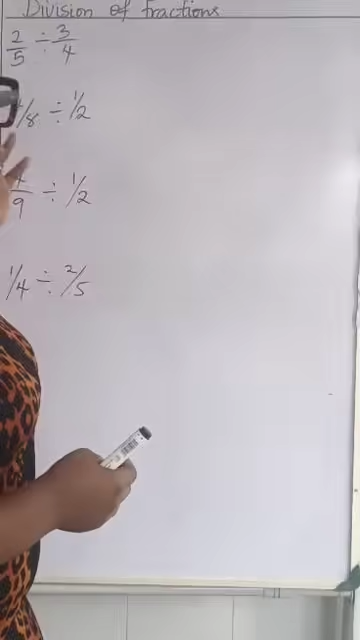 Division of fractions
2/5 ÷ 3/4
/8 ÷ 1/2
/9 ÷ 1/2
1/4 ÷ 2/5